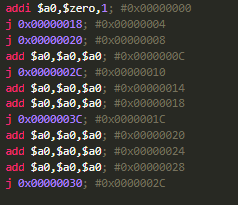 addi $a0,$zero,1; #0x00000000
j 0x00000018; #0x00000004
j 0x00000020; #0x00000008
add $a0,$a0,$a0; #0x0000000C
j 0x0000002C; #0x00000010
add $a0,$a0,$a0; #0x00000014
add $a0,$a0,$a0; #0x00000018
j 0x0000003C; #0x0000001C
add $a0,$a0,$a0; #0x00000020
add $a0,$a0,$a0; #0x00000024
add $a0,$a0,$a0; #0x00000028
j 0x00000030; #0x0000002C